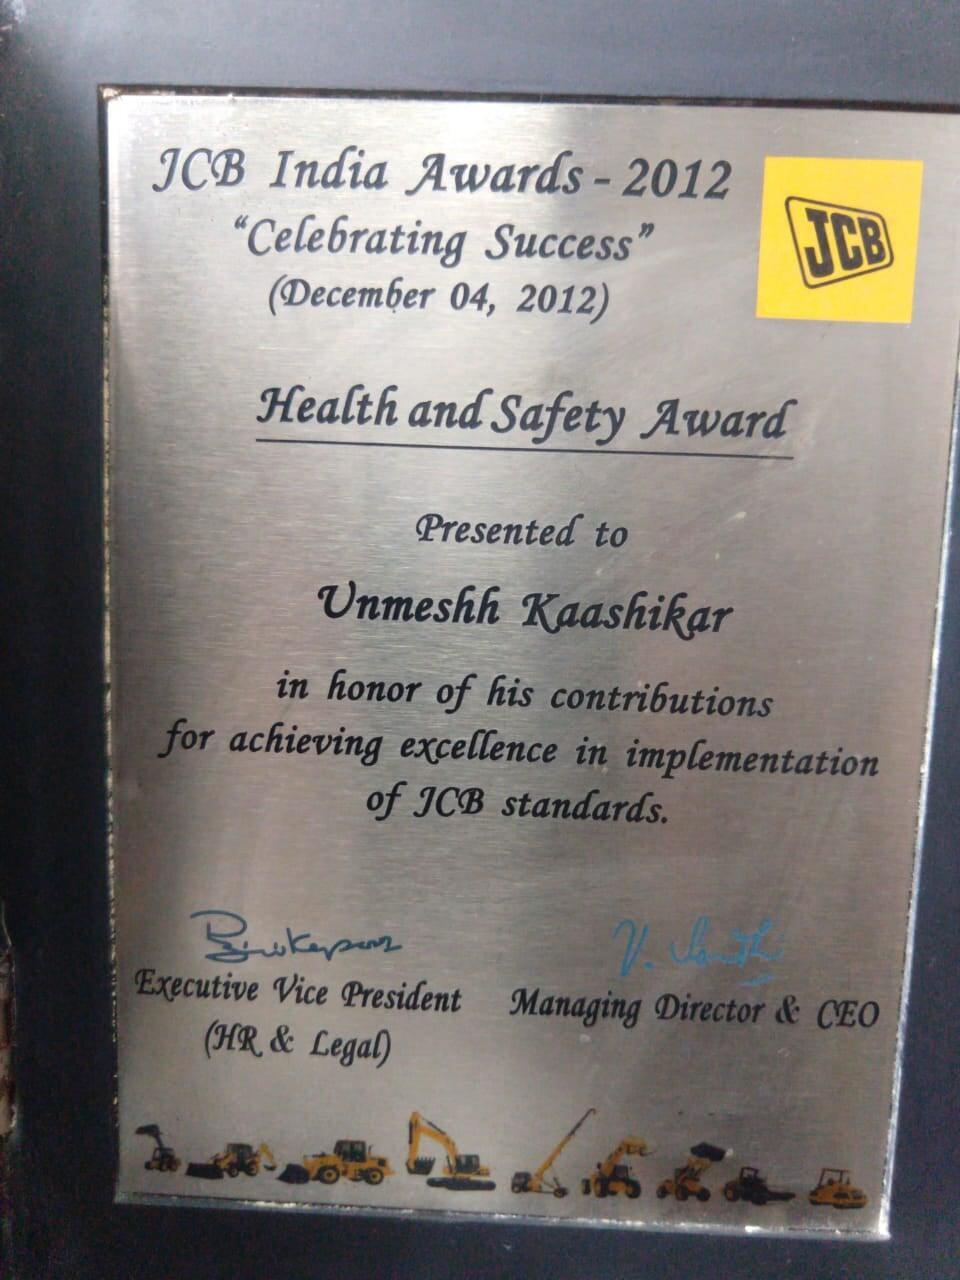 JCB India Awards - 2012
"Celebrating Success"
(December 04, 2012)
JCB
Health and Safety Award
Presented to
Unmeshh Kaashikar
in honor of his contributions
for achieving excellence in implementation
of JCB standards.
Executive Vice President
(HR & Legal)
Managing Director & CEO